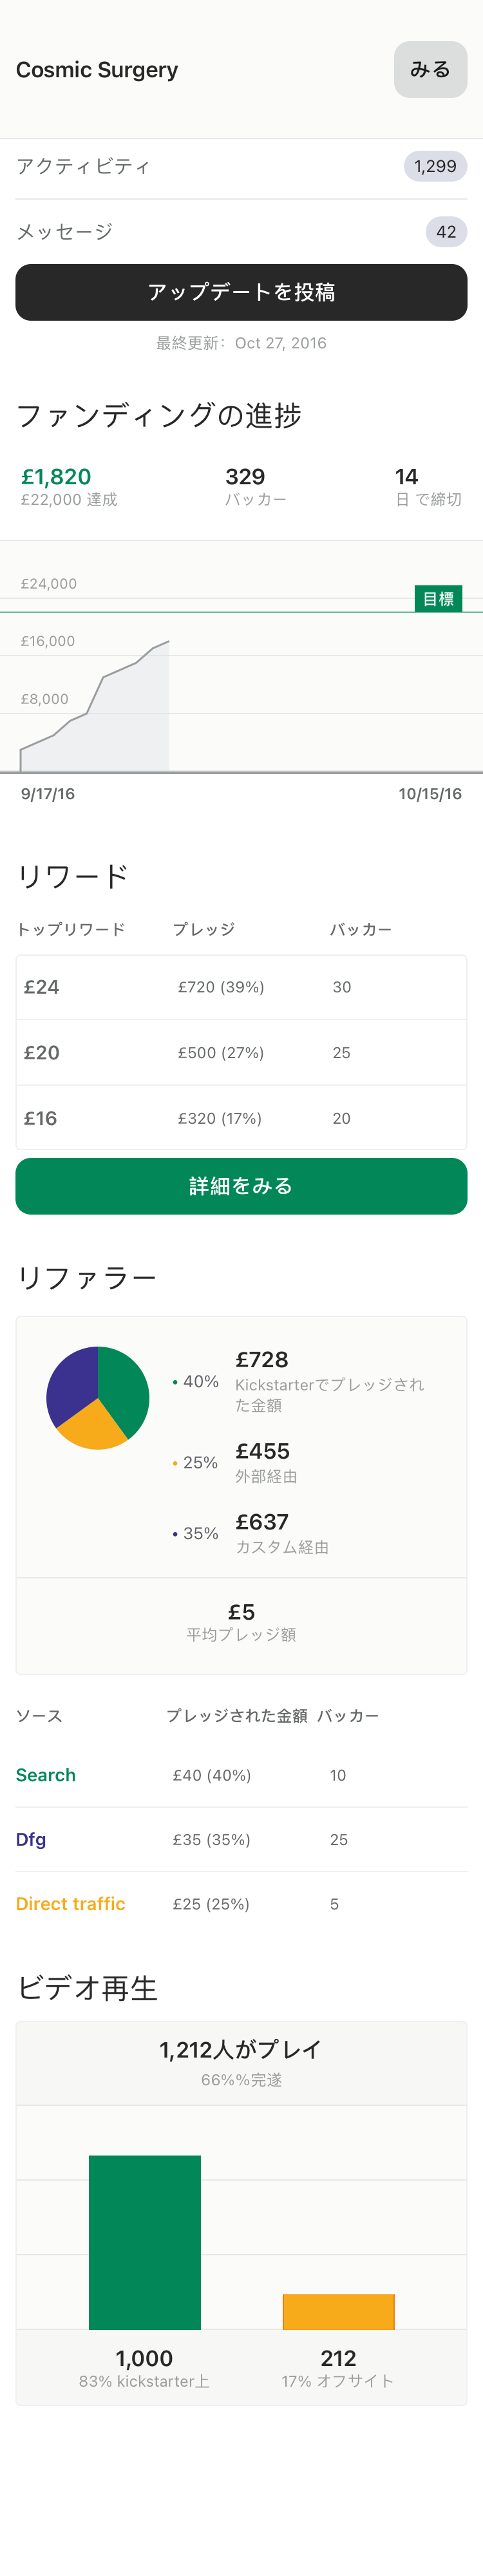 Cosmic Surgery
みる
アクティビティ
1,299
メッセージ
42
アップデートを投稿
最終更新: Oct 27, 2016
ファンディングの進捗
£1,820
£22,000 達成
329
バッカー
14
日 で締切
£24,000
目標
£16,000
£8,000
9/17/16
10/15/16
リワード
トップリワード プレッジ バッカー
£24 £720 (39%) 30
£20 £500 (27%) 25
£16 £320 (17%) 20
詳細をみる
リファラー
• 40%
£728
Kickstarterでプレッジされ
た金額
• 25%
£455
外部経由
• 35%
£637
カスタム経由
£5
平均プレッジ額
ソース プレッジされた金額 バッカー
Search £40 (40%) 10
Dfg £35 (35%) 25
Direct traffic £25 (25%) 5
ビデオ再生
1,212人がプレイ
66%%完遂
1,000
83% kickstarter上
212
17% オフサイト